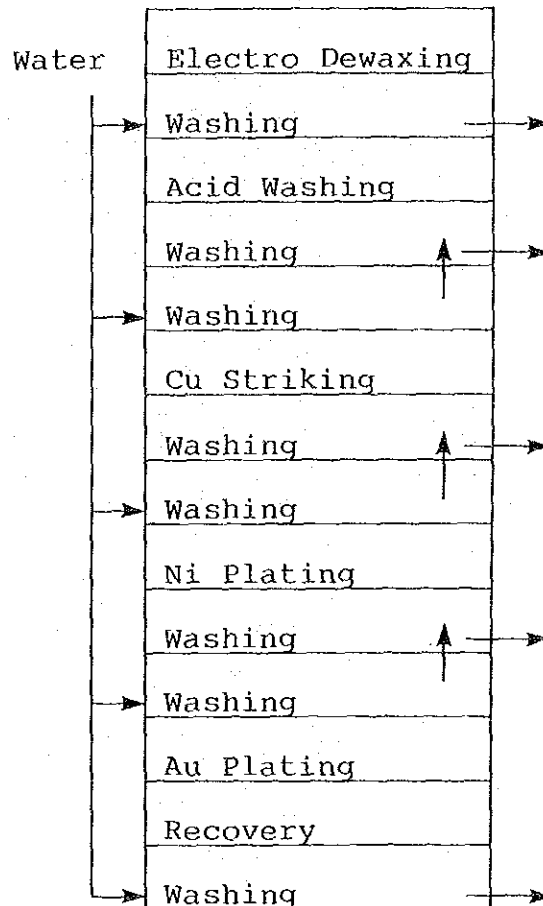 Water
Electro Dewaxing
Washing
Acid Washing
Washing
Washing
Cu Striking
Washing
Washing
Ni Plating
Washing
Washing
Au Plating
Recovery
Washing